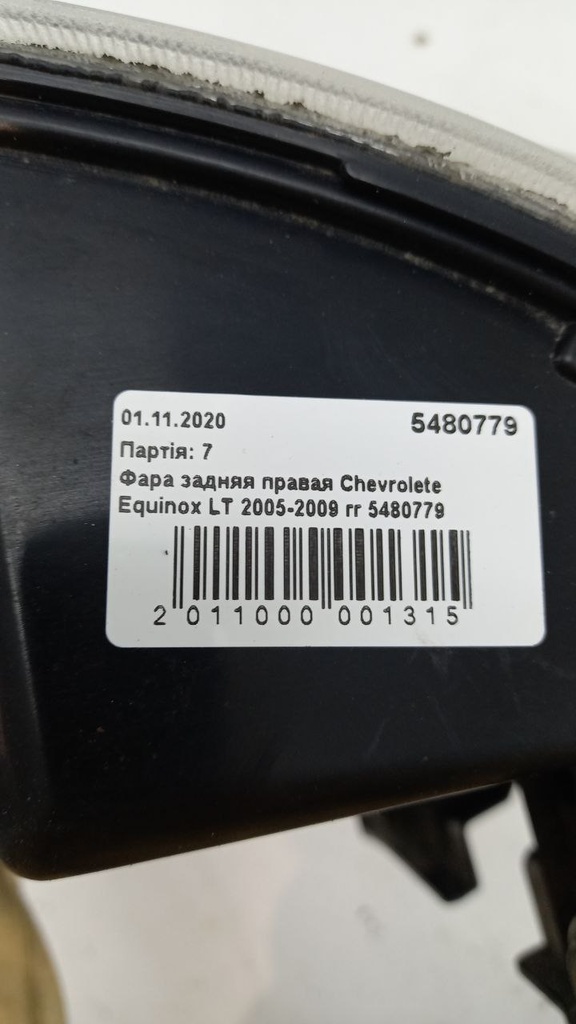 01.11.2020 5480779
Партія: 7
Фара задняя правая Chevrolete
Equinox LT 2005-2009 гг 5480779
2 011000 001315